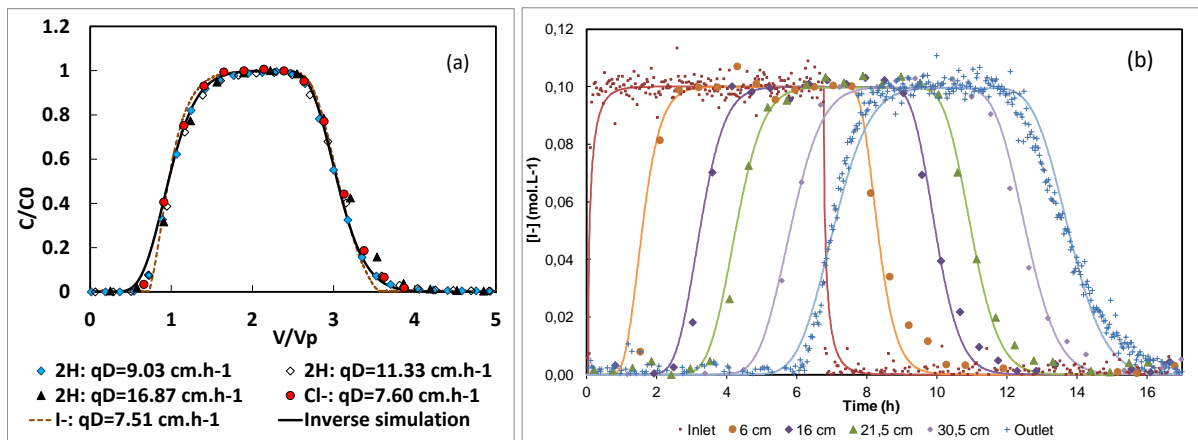 (a)
1.2
1
0.8
0.6
0.4
0.2
0
C/C0
0 1 2 3 4 5
V/Vp
2H: qD=9.03 cm.h-1 2H: qD=11.33 cm.h-1
2H: qD=16.87 cm.h-1 Cl-: qD=7.60 cm.h-1
I-: qD=7.51 cm.h-1 Inverse simulation
(b)
0,12
0,10
0,08
0,06
0,04
0,02
0,00
[I-] (mol.L-1)
0 2 4 6 8 10 12 14 16
Time (h)
Inlet 6 cm 16 cm 21,5 cm 30,5 cm Outlet